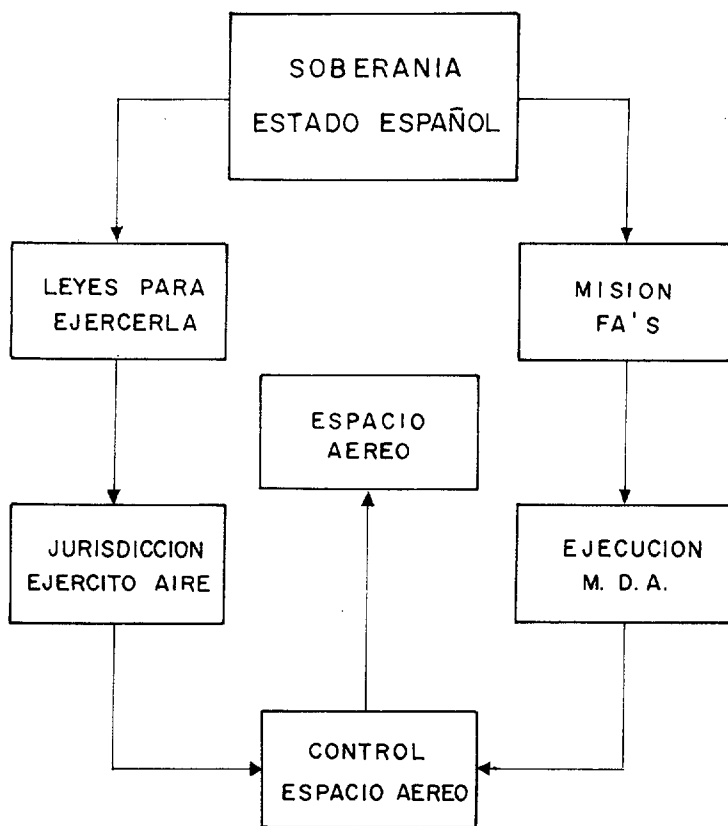 SOBERANIA
ESTADO ESPAÑOL
LEYES PARA
EJERCERLA
MISION
FA'S
ESPACIO
AEREO
JURISDICCION
EJERCITO AIRE
EJECUCION
M. D. A.
CONTROL
ESPACIO AEREO